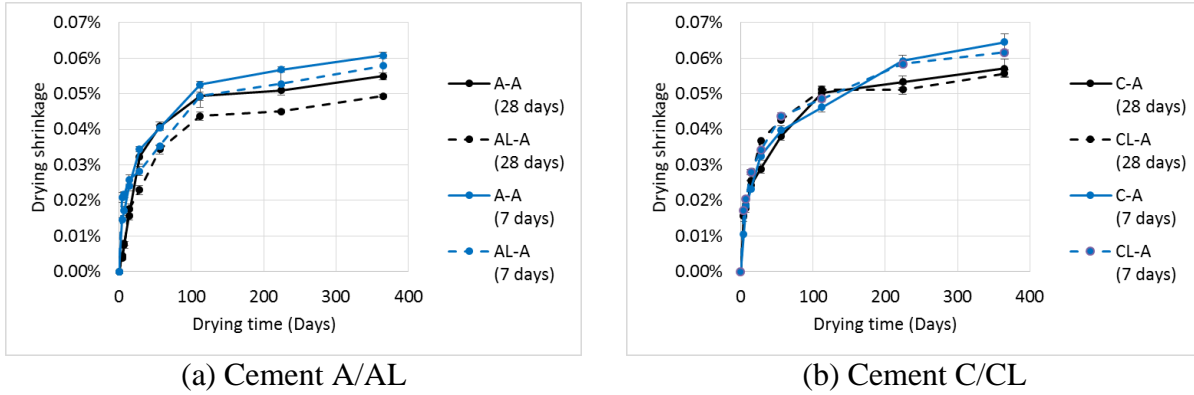 Drying shrinkage
0.07%
0.06%
0.05%
0.04%
0.03%
0.02%
0.01%
0.00%
0
100
200
300
400
Drying time (Days)
A-A
(28 days)
AL-A
(28 days)
A-A
(7 days)
AL-A
(7 days)
(a) Cement A/AL
Drying shrinkage
0.07%
0.06%
0.05%
0.04%
0.03%
0.02%
0.01%
0.00%
0
100
200
300
400
Drying time (Days)
C-A
(28 days)
CL-A
(28 days)
C-A
(7 days)
CL-A
(7 days)
(b) Cement C/CL